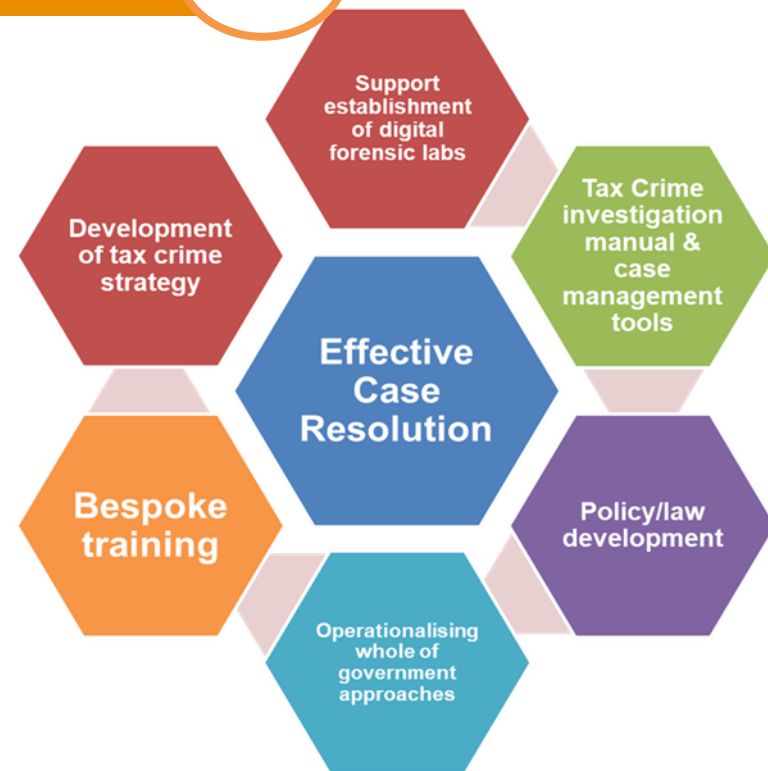 Support
establishment
of digital
forensic labs
Tax Crime
investigation
manual &
case
management
tools
Development
of tax crime
strategy
Effective
Case
Resolution
Bespoke
training
Policy/law
development
Operationalising
whole of
government
approaches